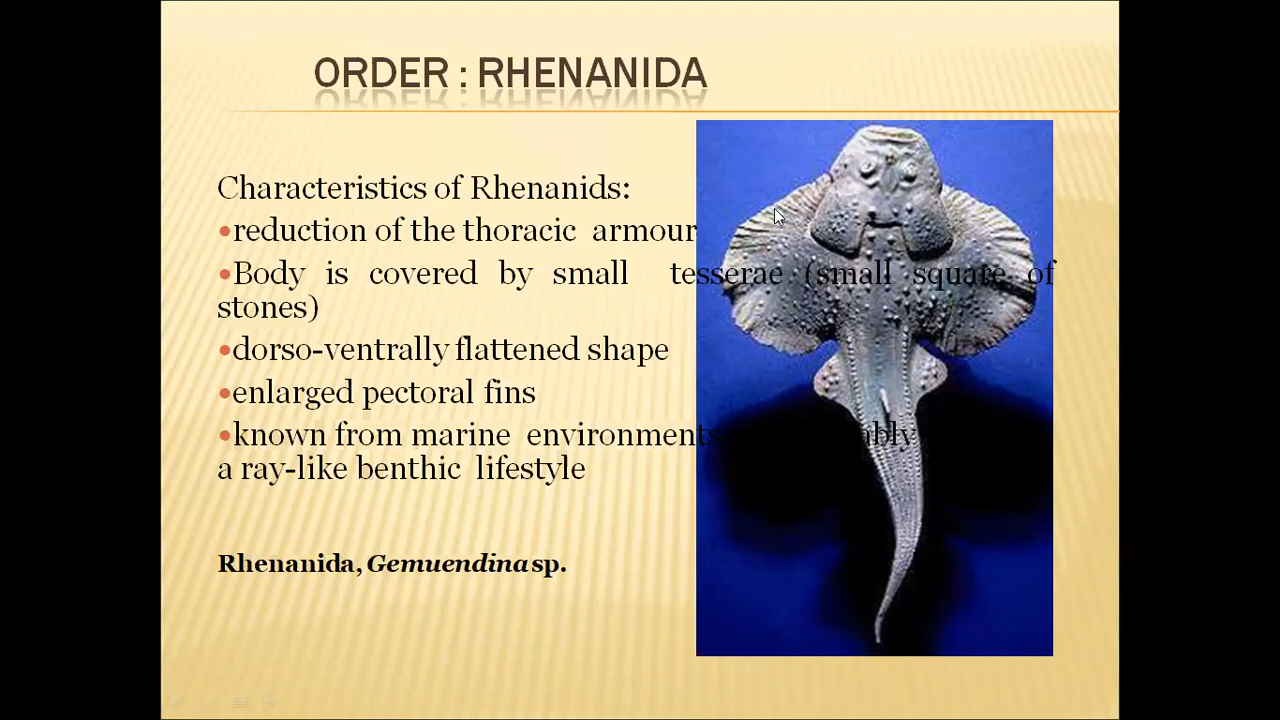 ORDER : RHENANIDA
Characteristics of Rhenanids:
•reduction of the thoracic armour
•Body is covered by small tesserae (small square of
stones)
•dorso-ventrally flattened shape
•enlarged pectoral fins
•known from marine environments
a ray-like benthic lifestyle
Rhenanida, Gemuendina sp.